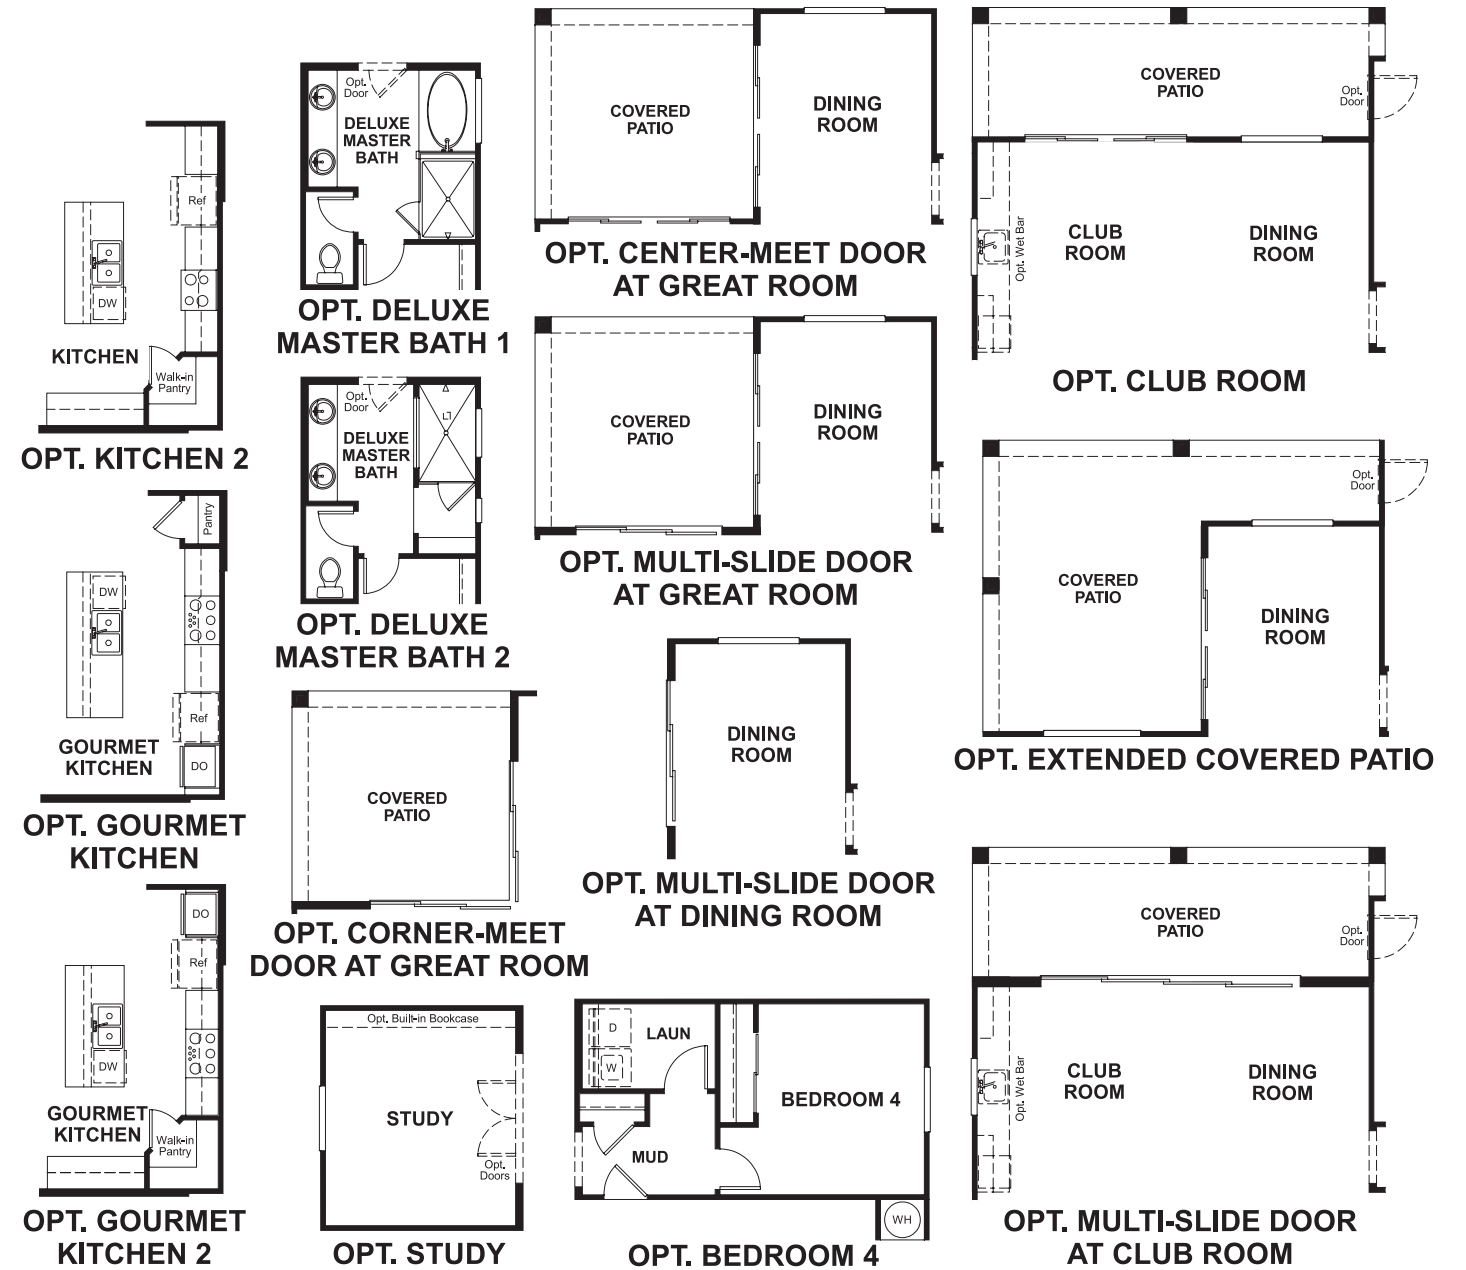 Ref
DW
KITCHEN
Walk-in
Pantry
OPT. KITCHEN 2
Pantry
DW
Ref
GOURMET
KITCHEN
DO
OPT. GOURMET
KITCHEN
DO
Ref
DW
GOURMET
KITCHEN
Walk-in
Pantry
OPT. GOURMET
KITCHEN 2
Opt.
Door
DELUXE
MASTER
BATH
OPT. DELUXE
MASTER BATH 1
Opt.
Door
DELUXE
MASTER
BATH
OPT. DELUXE
MASTER BATH 2
COVERED
PATIO
OPT. CORNER-MEET
DOOR AT GREAT ROOM
Opt. Built-in Bookcase
STUDY
Opt.
Doors
OPT. STUDY
COVERED
PATIO
DINING
ROOM
OPT. CENTER-MEET DOOR
AT GREAT ROOM
COVERED
PATIO
DINING
ROOM
OPT. MULTI-SLIDE DOOR
AT GREAT ROOM
DINING
ROOM
OPT. MULTI-SLIDE DOOR
AT DINING ROOM
D
LAUN
W
BEDROOM 4
MUD
WH
OPT. BEDROOM 4
COVERED
PATIO
Opt.
Door
CLUB
ROOM
DINING
ROOM
Opt. Wet Bar
OPT. CLUB ROOM
Opt.
Door
COVERED
PATIO
DINING
ROOM
OPT. EXTENDED COVERED PATIO
COVERED
PATIO
Opt.
Door
CLUB
ROOM
DINING
ROOM
Opt. Wet Bar
OPT. MULTI-SLIDE DOOR
AT CLUB ROOM